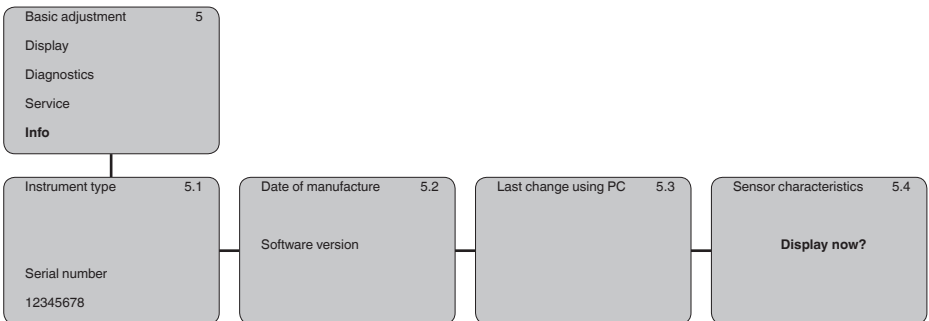 Basic adjustment 5
Display
Diagnostics
Service
Info
Instrument type 5.1
Serial number
12345678
Date of manufacture 5.2
Software version
Last change using PC 5.3
Sensor characteristics 5.4
Display now?